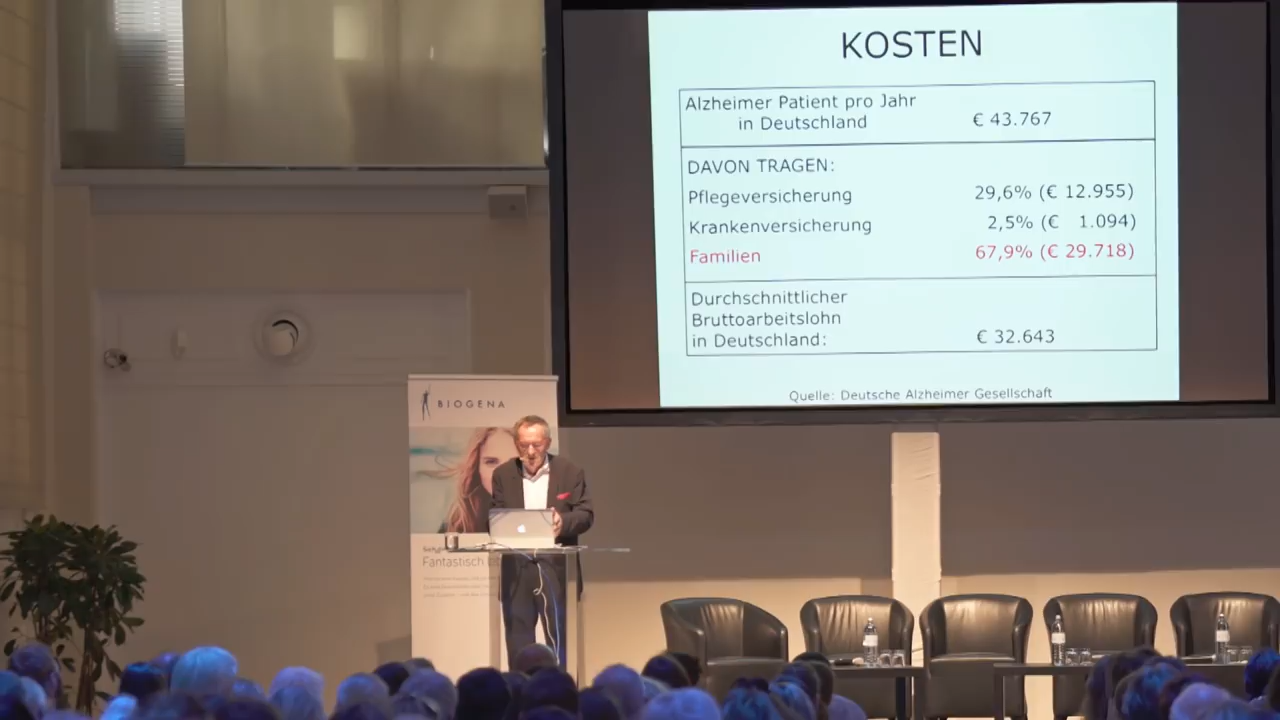 KOSTEN
Alzheimer Patient pro Jahr
in Deutschland € 43.767
DAVON TRAGEN:
Pflegeversicherung 29,6% (€ 12.955)
Krankenversicherung 2,5% (€ 1.094)
Familien 67,9% (€ 29.718)
Durchschnittlicher
Bruttoarbeitslohn
in Deutschland: € 32.643
Quelle: Deutsche Alzheimer Gesellschaft
BIOGENA
Fantastisch